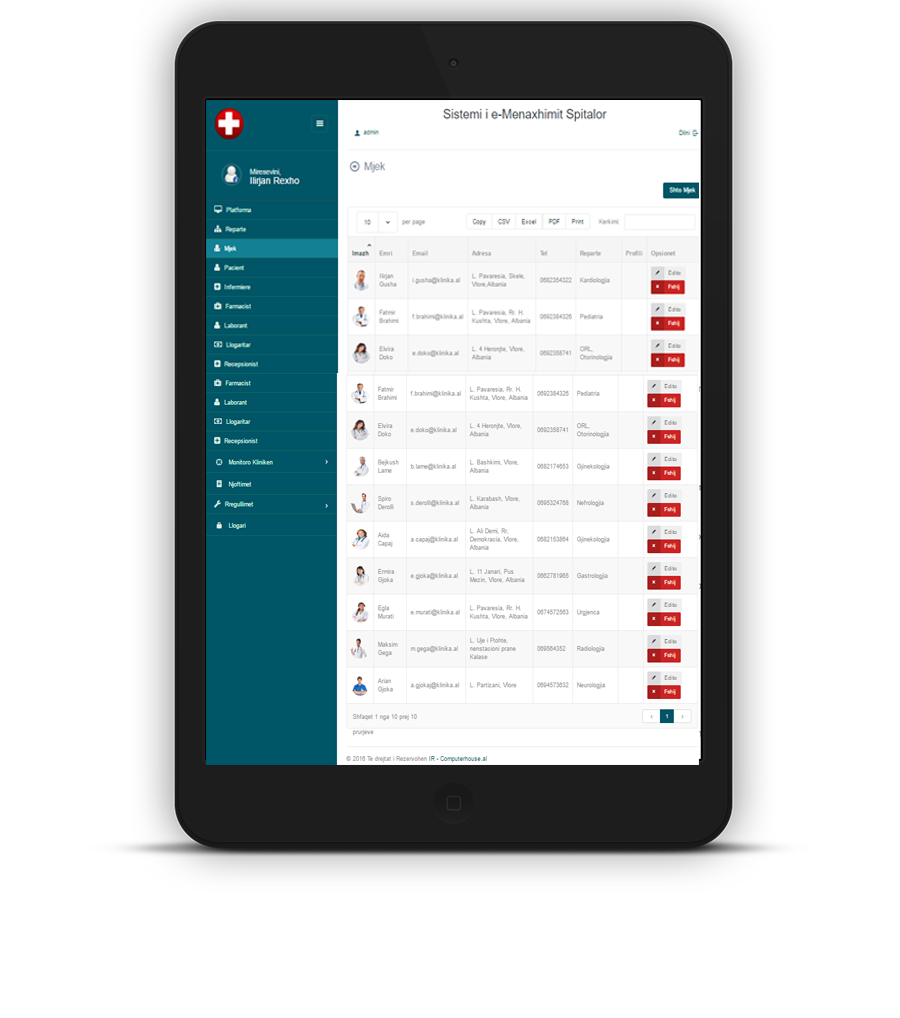 Sistemi i e-Menaxhimit Spitalor
admin
Dilni
Miresevini,
Ilirjan Rexho
Platforma
Reparte
Mjek
Pacient
Infermiere
Farmacist
Laborant
Llogaritar
Recepsionist
Farmacist
Laborant
Llogaritar
Recepsionist
Monitoro Kliniken
Njoftimet
Rregullimet
Llogari
Mjek
Shto Mjek
10 per page Copy CSV Excel PDF Print Kerkimi:
Imazh Emri Email Adresa Tel Reparte Profili Opsionet
Ilirjan Gusha i.gusha@klinika.al L. Pavaresia, Skele, Vlore,Albania 0682354322 Kardiologjia Edito Fshij
Fatmir Brahimi f.brahimi@klinika.al L. Pavaresia, Rr. H. Kushta, Vlore, Albania 0692384326 Pediatria Edito Fshij
Elvira Doko e.doko@klinika.al L. 4 Heronjte, Vlore, Albania 0692358741 ORL, Otorinologjia Edito Fshij
Fatmir Brahimi f.brahimi@klinika.al L. Pavaresia, Rr. H. Kushta, Vlore, Albania 0692384326 Pediatria Edito Fshij
Elvira Doko e.doko@klinika.al L. 4 Heronjte, Vlore, Albania 0692358741 ORL, Otorinologjia Edito Fshij
Bejkush Lame b.lame@klinika.al L. Bashkimi, Vlore, Albania 0682174653 Gjinekologjia Edito Fshij
Spiro Derolli s.derolli@klinika.al L. Karabash, Vlore, Albania 0695324768 Nefrologjia Edito Fshij
Aida Capaj a.capaj@klinika.al L. Ali Demi, Rr. Demokracia, Vlore, Albania 0682153864 Gjinekologjia Edito Fshij
Ermira Gjoka e.gjoka@klinika.al L. 11 Janari, Pus Mezin, Vlore, Albania 0662781965 Gastrologjia Edito Fshij
Egla Murati e.murati@klinika.al L. Pavaresia, Rr. H. Kushta, Vlore, Albania 0674572563 Urgjenca Edito Fshij
Maksim Gega m.gega@klinika.al L. Uje i Ftohte, nenstacioni prane Kalase 069564352 Radiologjia Edito Fshij
Arian Gjoka a.gjokaj@klinika.al L. Partizani, Vlore 0694573632 Neurologjia Edito Fshij
Shfaqet 1 nga 10 prej 10
‹ 1 ›
prurjeve
© 2016 Te drejtat i Rezervohen IR - Computerhouse.al